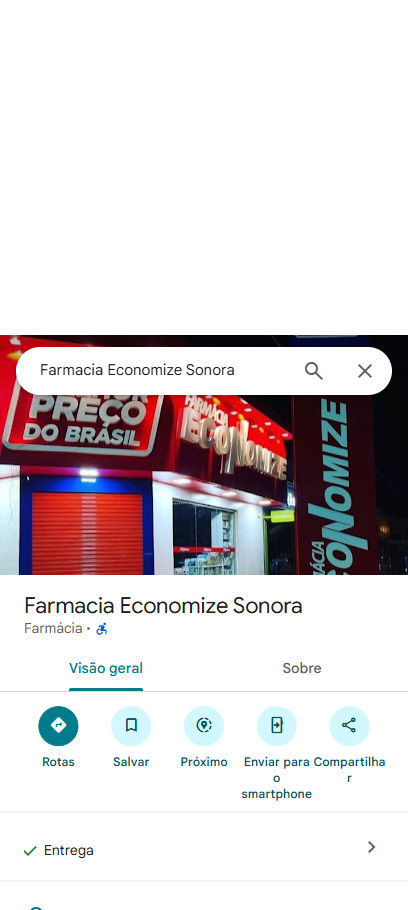 Farmacia Economize Sonora
PREÇO
DO BRASIL
FARMÁCIA
ECONOMIZE
ECONOMIZE
Farmacia Economize Sonora
Farmácia •
Visão geral
Sobre
Rotas
Salvar
Próximo
Enviar para
o
smartphone
Compartilha
r
Entrega